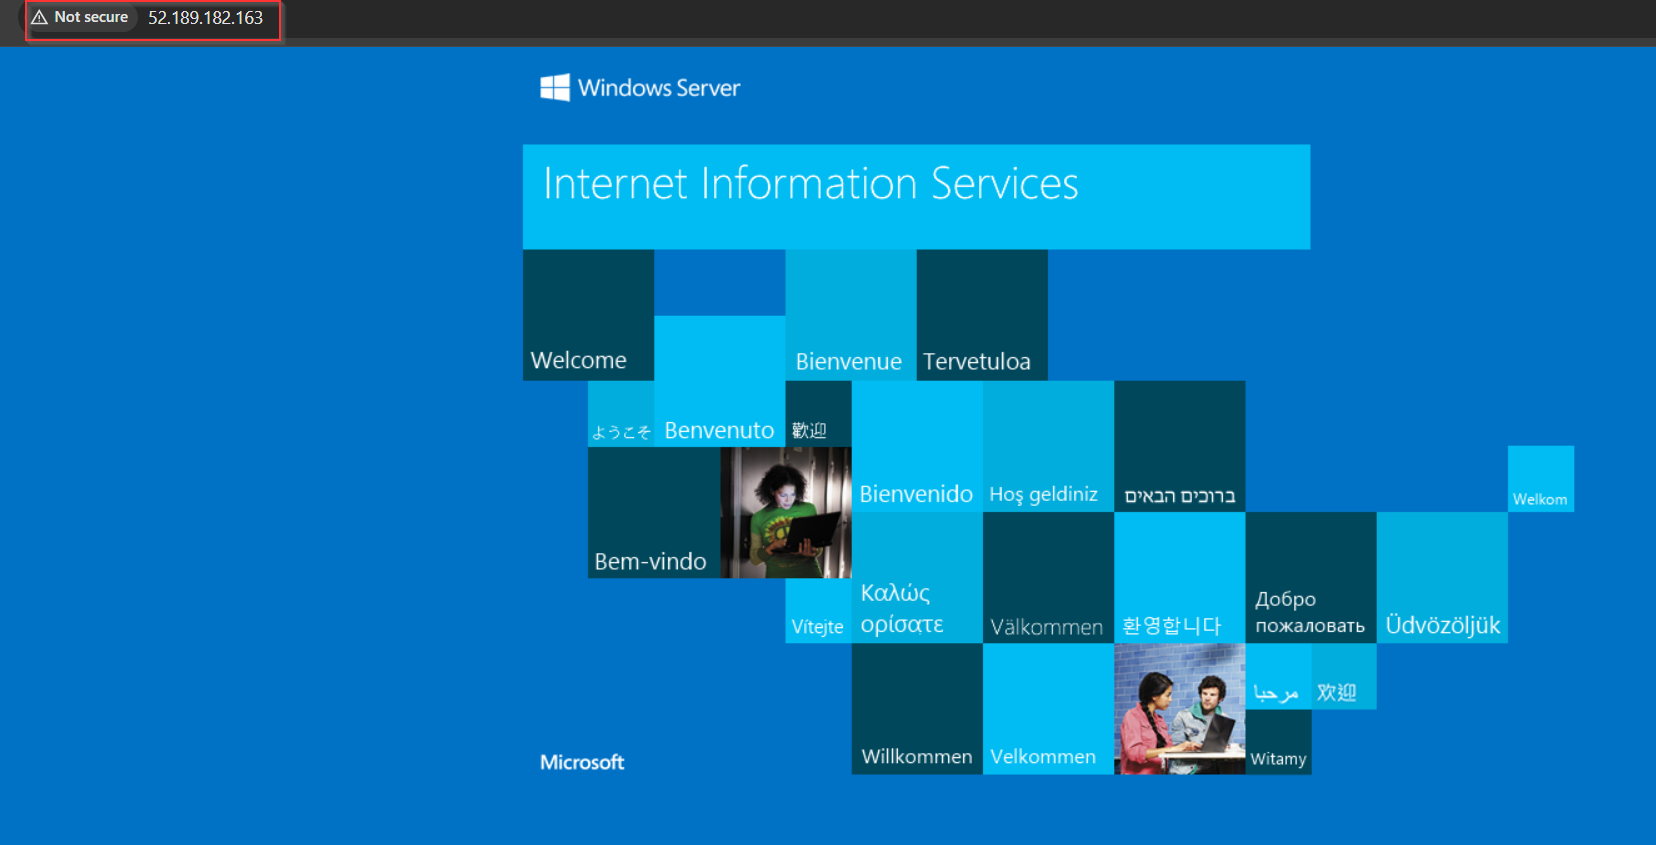 Not secure 52.189.182.163
Windows Server
Internet Information Services
Welcome
Bienvenue
Tervetuloa
ようこそ
Benvenuto
歡迎
Bienvenido
Hoş geldiniz
ברוכים הבאים
Welkom
Bem-vindo
Vítejte
Καλώς
ορίσατε
Välkommen
환영합니다
Добро
пожаловать
Üdvözöljük
Willkommen
Velkommen
مرحبا
欢迎
Witamy
Microsoft